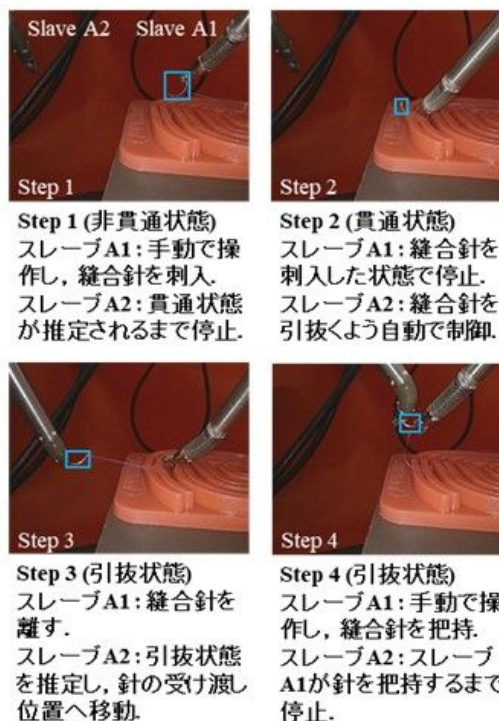 Slave A2 Slave A1
Step 1
Step 2
Step 1 (非貫通状態)
スレーブA1：手動で操
作し，縫合針を刺入．
スレーブA2：貫通状態
が推定されるまで停止．
Step 2 (貫通状態)
スレーブA1：縫合針を
刺入した状態で停止．
スレーブA2：縫合針を
引抜くよう自動で制御．
Step 3
Step 4
Step 3 (引抜状態)
スレーブA1：縫合針を
離す．
スレーブA2：引抜状態
を推定し，針の受け渡し
位置へ移動．
Step 4 (引抜状態)
スレーブA1：手動で操
作し，縫合針を把持．
スレーブA2：スレーブ
A1が針を把持するまで
停止．